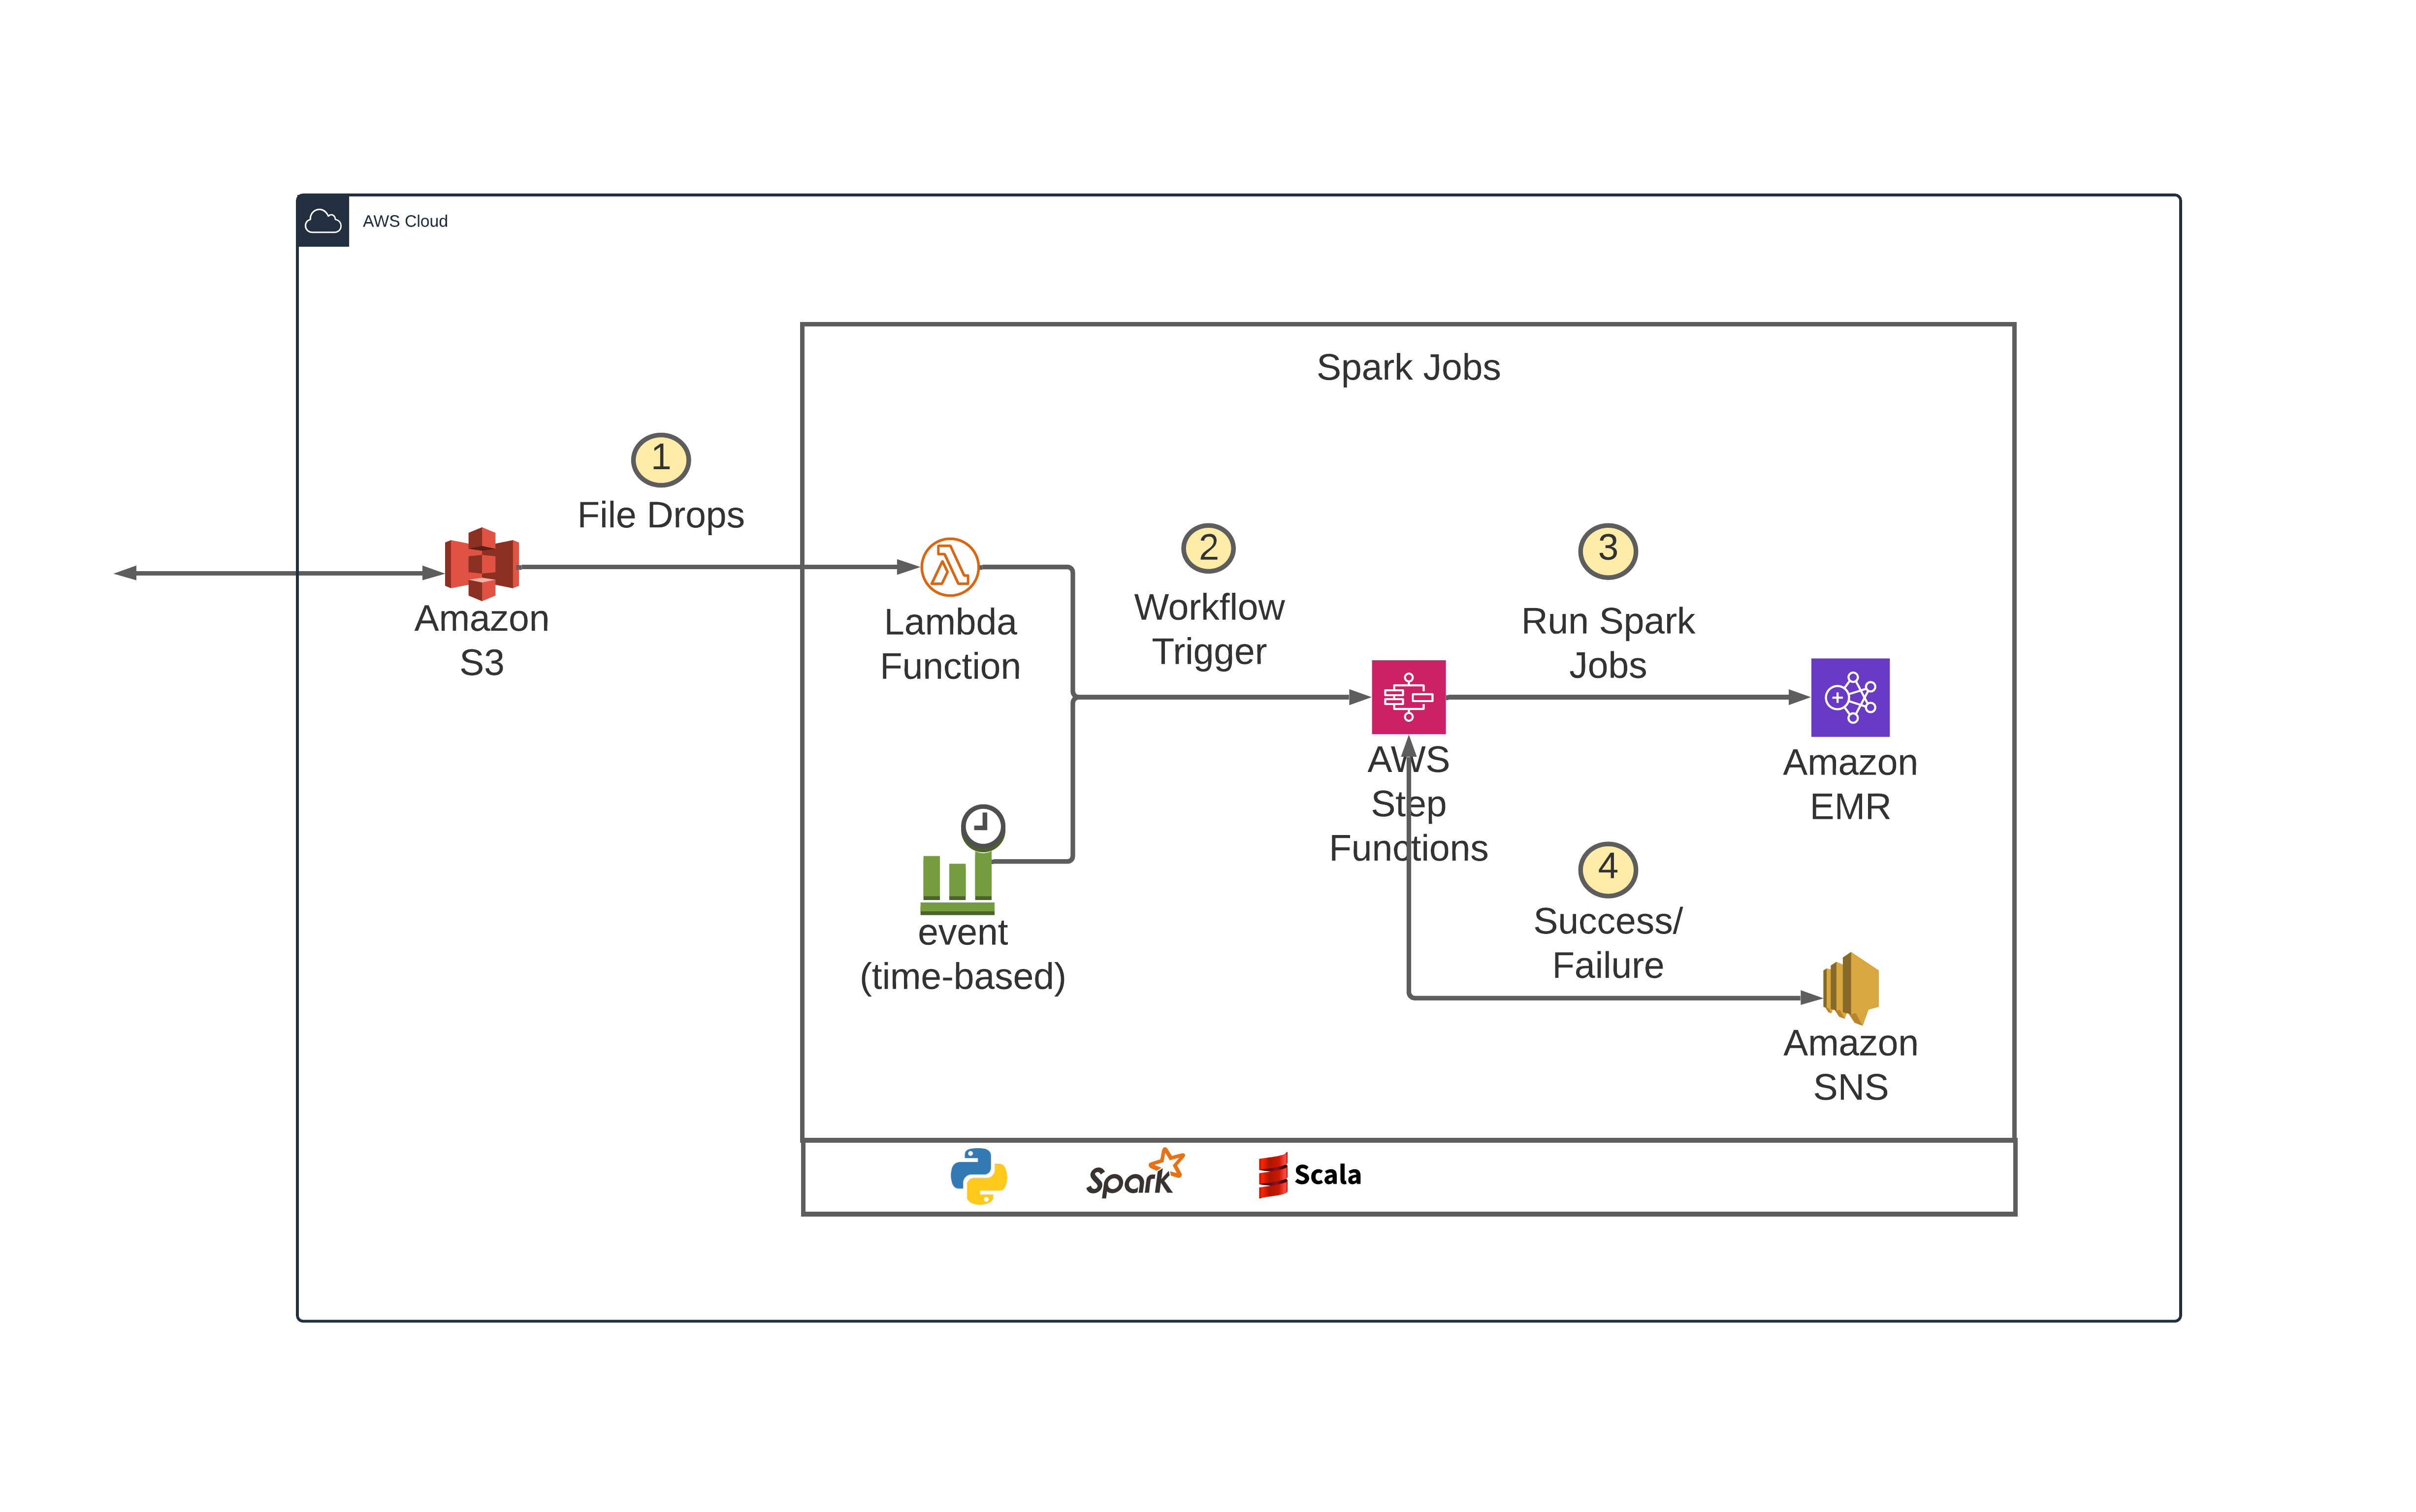 AWS Cloud
Spark Jobs
1
File Drops
Amazon
S3
Lambda
Function
2
Workflow
Trigger
3
Run Spark
Jobs
AWS
Step
Functions
Amazon
EMR
event
(time-based)
4
Success/
Failure
Amazon
SNS
Spark
Scala